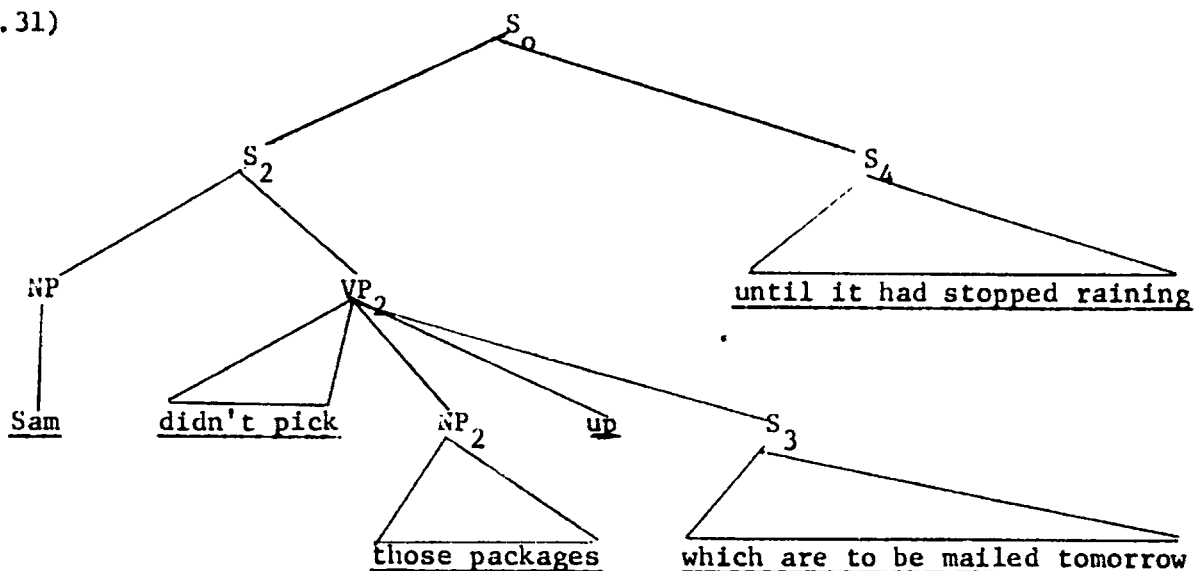 .31)
S₀
S₂ S₄
NP VP₂ until it had stopped raining
Sam didn't pick NP₂ up S₃
those packages which are to be mailed tomorrow